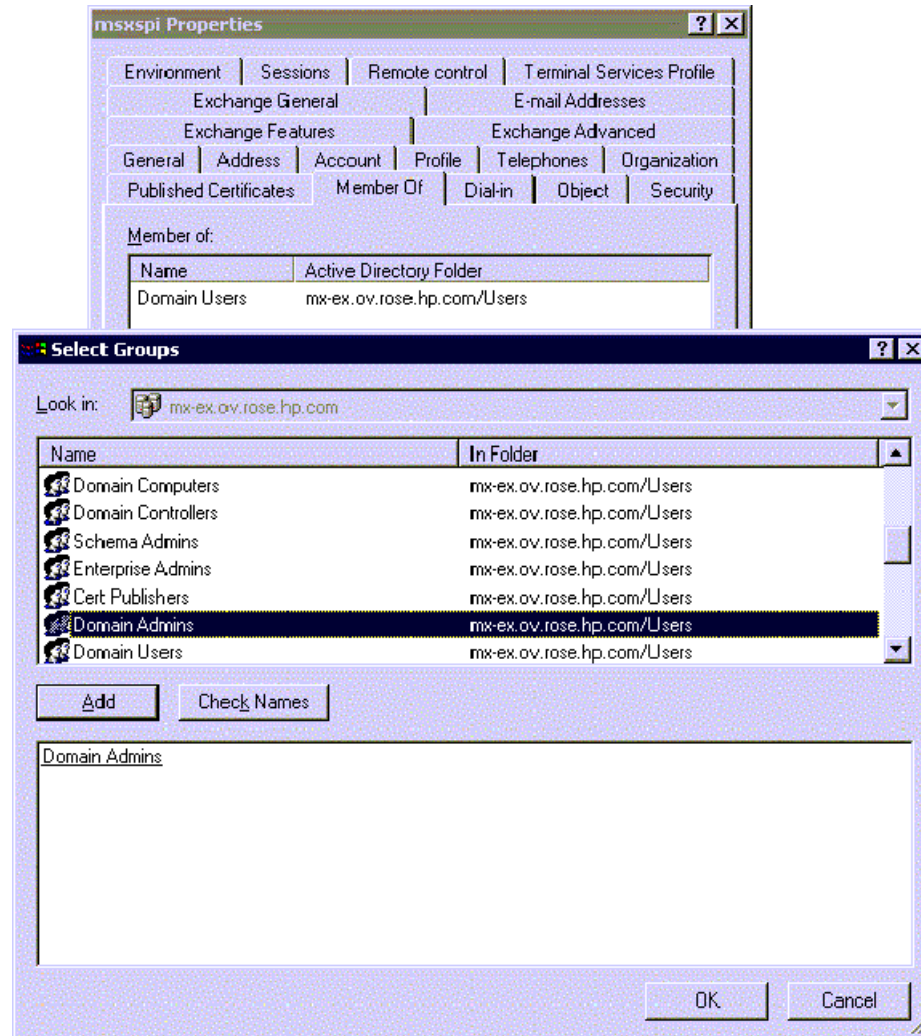 msxspi Properties
Environment Sessions Remote control Terminal Services Profile
Exchange General E-mail Addresses
Exchange Features Exchange Advanced
General Address Account Profile Telephones Organization
Published Certificates Member Of Dial-in Object Security
Member of:
Name Active Directory Folder
Domain Users mx-ex.ov.rose.hp.com/Users
Select Groups
Look in: mx-ex.ov.rose.hp.com
Name In Folder
Domain Computers mx-ex.ov.rose.hp.com/Users
Domain Controllers mx-ex.ov.rose.hp.com/Users
Schema Admins mx-ex.ov.rose.hp.com/Users
Enterprise Admins mx-ex.ov.rose.hp.com/Users
Cert Publishers mx-ex.ov.rose.hp.com/Users
Domain Admins mx-ex.ov.rose.hp.com/Users
Domain Users mx-ex.ov.rose.hp.com/Users
Add Check Names
Domain Admins
OK Cancel